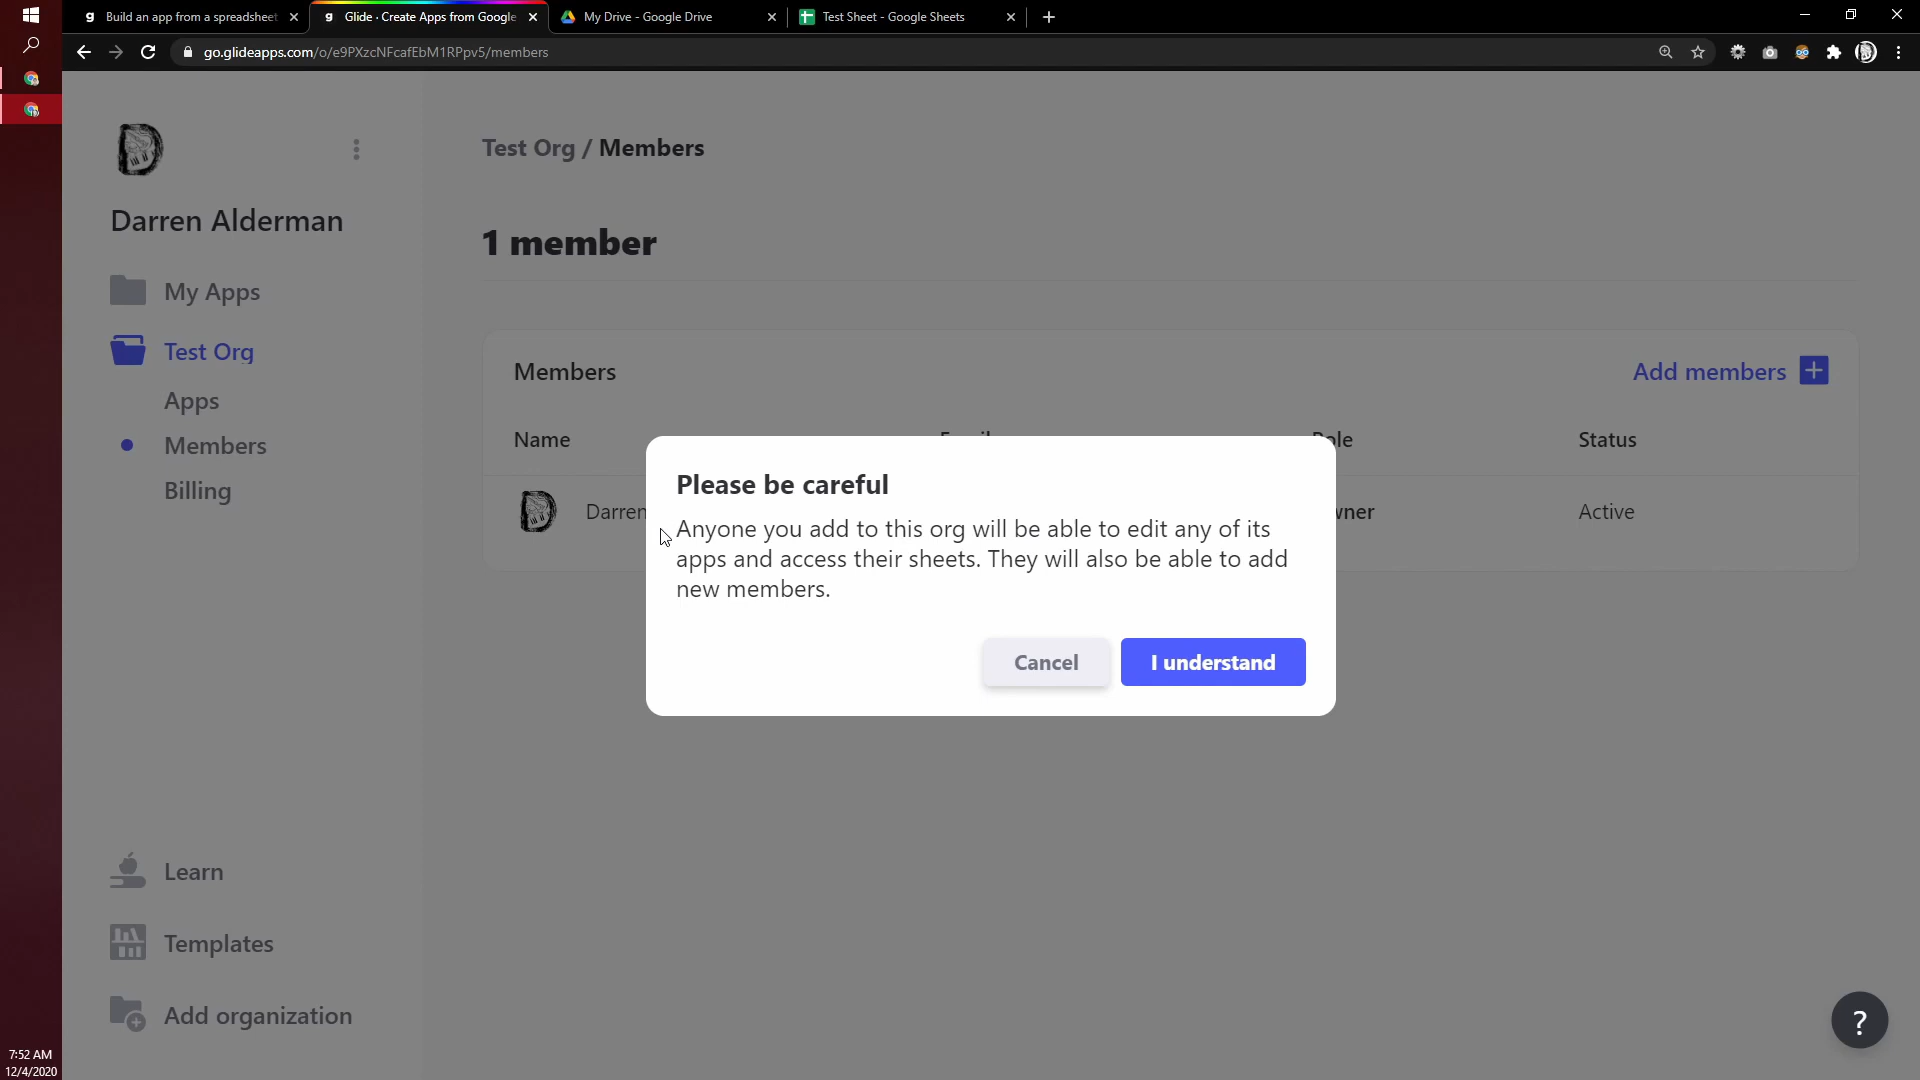 Build an app from a spreadsheet
Glide · Create Apps from Google
My Drive - Google Drive
Test Sheet - Google Sheets
go.glideapps.com/o/e9PXzcNFcafEbM1RPpv5/members
Test Org / Members
Darren Alderman
1 member
My Apps
Test Org
Members
Add members
Apps
Name
Status
Members
Please be careful
Billing
Darren
Active
Anyone you add to this org will be able to edit any of its
apps and access their sheets. They will also be able to add
new members.
Cancel
I understand
Learn
Templates
Add organization
?
7:52 AM
12/4/2020